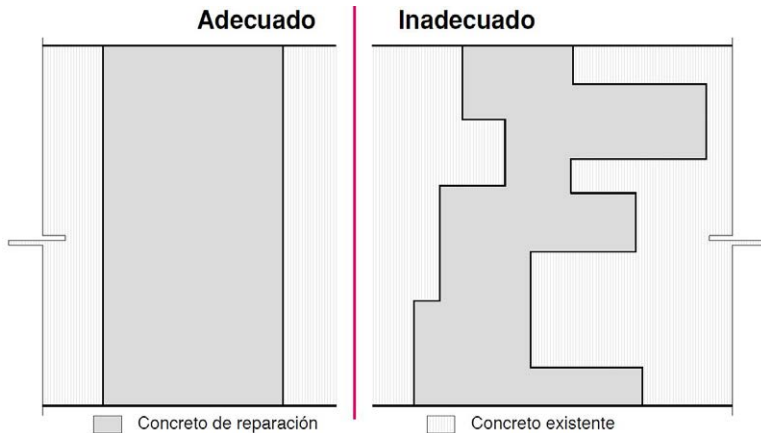 Adecuado
Inadecuado
Concreto de reparación
Concreto existente